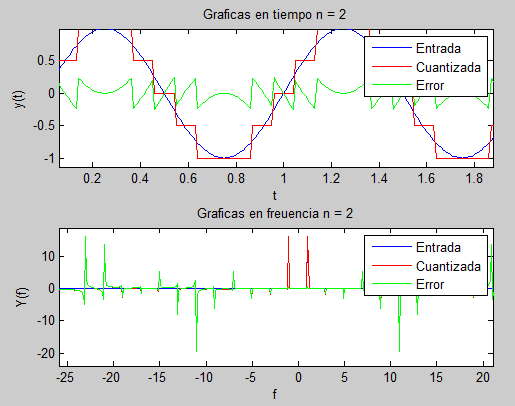 Graficas en tiempo n = 2
Entrada
Cuantizada
Error
y(t)
0.5
0
-0.5
-1
0.2 0.4 0.6 0.8 1 1.2 1.4 1.6 1.8
t
Graficas en freuencia n = 2
Entrada
Cuantizada
Error
Y(f)
10
0
-10
-20
-25 -20 -15 -10 -5 0 5 10 15 20
f